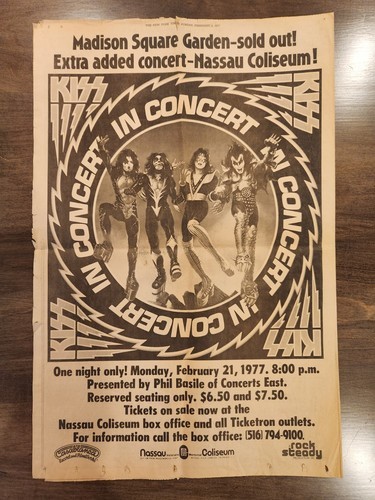 Madison Square Garden-sold out!
Extra added concert-Nassau Coliseum!
KISS
KISS
IN CONCERT
IN CONCERT
IN CONCERT
IN CONCERT
KISS
KISS
One night only! Monday, February 21, 1977. 8:00 p.m.
Presented by Phil Basile of Concerts East.
Reserved seating only. $6.50 and $7.50.
Tickets on sale now at the
Nassau Coliseum box office and all Ticketron outlets.
For information call the box office: (516) 794-9100.
Nassau Coliseum
rock steady